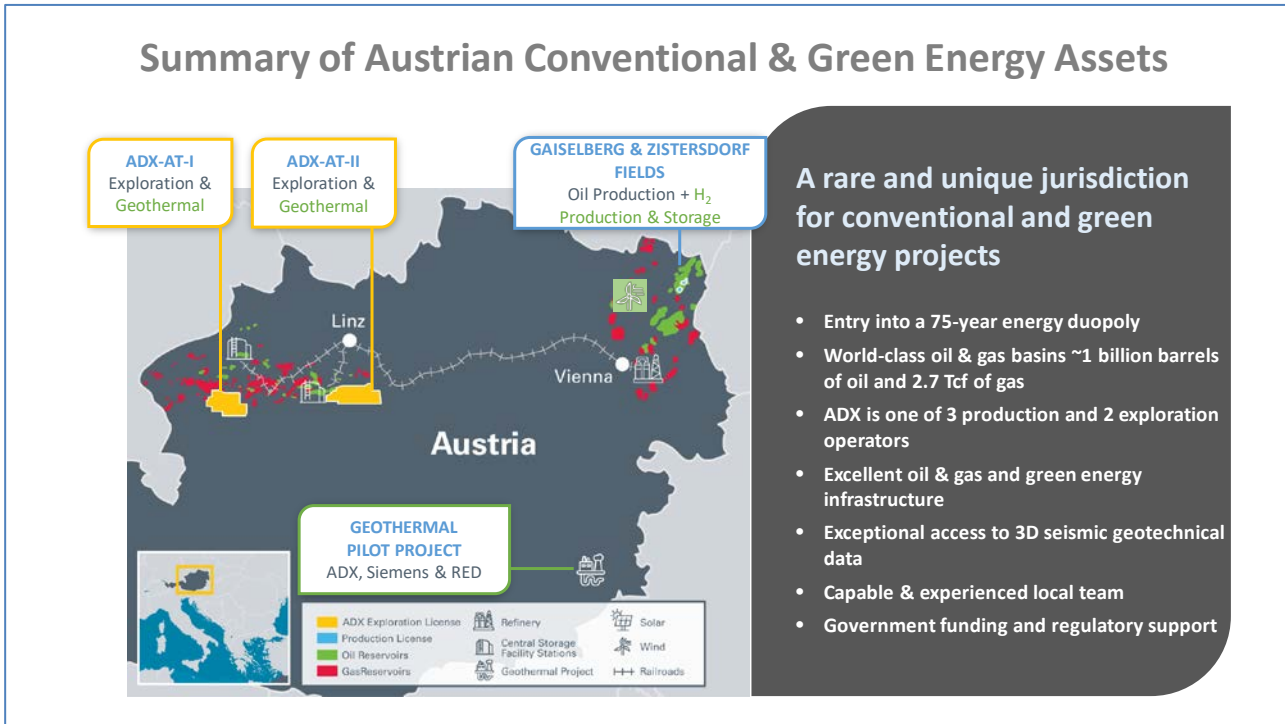 Summary of Austrian Conventional & Green Energy Assets
ADX-AT-I
Exploration &
Geothermal
ADX-AT-II
Exploration &
Geothermal
GAISELBERG & ZISTERSDORF
FIELDS
Oil Production + H₂
Production & Storage
Linz
Vienna
Austria
GEOTHERMAL
PILOT PROJECT
ADX, Siemens & RED
ADX Exploration License
Production License
Oil Reservoirs
GasReservoirs
Refinery
Central Storage
Facility Stations
Geothermal Project
Solar
Wind
Railroads
A rare and unique jurisdiction
for conventional and green
energy projects
• Entry into a 75-year energy duopoly
• World-class oil & gas basins ~1 billion barrels
of oil and 2.7 Tcf of gas
• ADX is one of 3 production and 2 exploration
operators
• Excellent oil & gas and green energy
infrastructure
• Exceptional access to 3D seismic geotechnical
data
• Capable & experienced local team
• Government funding and regulatory support